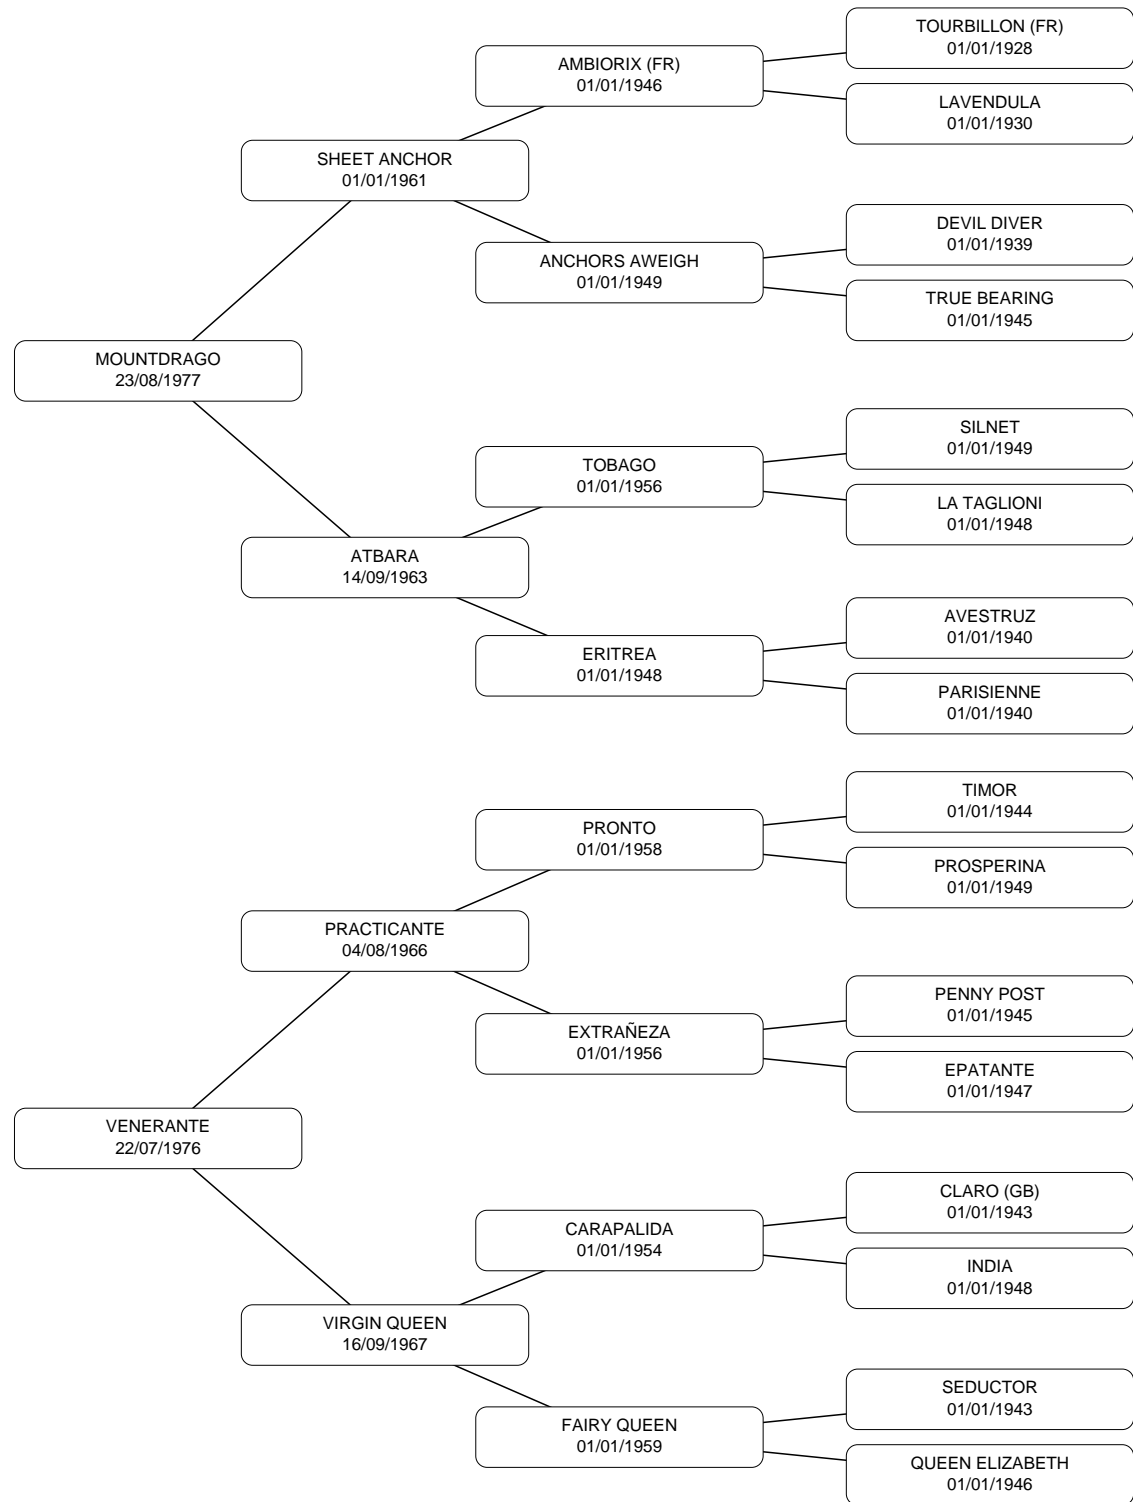 TOURBILLON (FR)
01/01/1928
AMBIORIX (FR)
01/01/1946
LAVENDULA
01/01/1930
SHEET ANCHOR
01/01/1961
DEVIL DIVER
01/01/1939
ANCHORS AWEIGH
01/01/1949
TRUE BEARING
01/01/1945
MOUNTDRAGO
23/08/1977
SILNET
01/01/1949
TOBAGO
01/01/1956
LA TAGLIONI
01/01/1948
ATBARA
14/09/1963
AVESTRUZ
01/01/1940
ERITREA
01/01/1948
PARISIENNE
01/01/1940
TIMOR
01/01/1944
PRONTO
01/01/1958
PROSPERINA
01/01/1949
PRACTICANTE
04/08/1966
PENNY POST
01/01/1945
EXTRAÑEZA
01/01/1956
EPATANTE
01/01/1947
VENERANTE
22/07/1976
CLARO (GB)
01/01/1943
CARAPALIDA
01/01/1954
INDIA
01/01/1948
VIRGIN QUEEN
16/09/1967
SEDUCTOR
01/01/1943
FAIRY QUEEN
01/01/1959
QUEEN ELIZABETH
01/01/1946